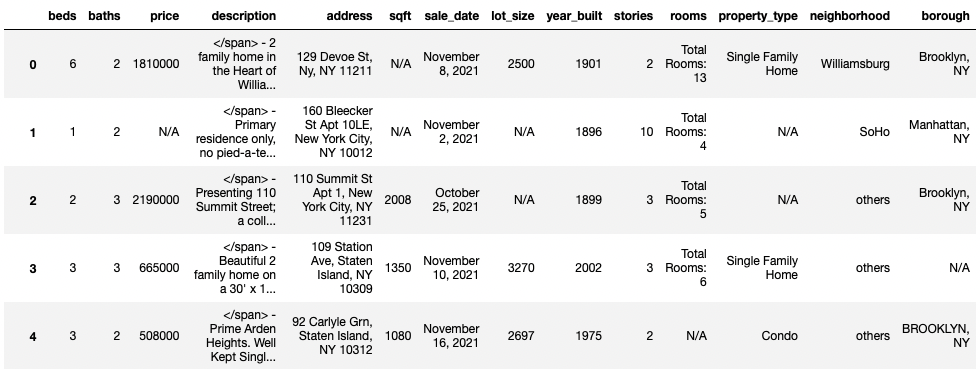 beds baths price description address sqft sale_date lot_size year_built stories rooms property_type neighborhood borough
0 6 2 1810000 </span> - 2 family home in the Heart of Willia... 129 Devoe St, Ny, NY 11211 N/A November 8, 2021 2500 1901 2 Total Rooms: 13 Single Family Home Williamsburg Brooklyn, NY
1 1 2 N/A </span> - Primary residence only, no pied-a-te... 160 Bleecker St Apt 10LE, New York City, NY 10012 N/A November 2, 2021 N/A 1896 10 Total Rooms: 4 N/A SoHo Manhattan, NY
2 2 3 2190000 </span> - Presenting 110 Summit Street; a coll... 110 Summit St Apt 1, New York City, NY 11231 2008 October 25, 2021 N/A 1899 3 Total Rooms: 5 N/A others Brooklyn, NY
3 3 3 665000 </span> - Beautiful 2 family home on a 30' x 1... 109 Station Ave, Staten Island, NY 10309 1350 November 10, 2021 3270 2002 3 Total Rooms: 6 Single Family Home others N/A
4 3 2 508000 </span> - Prime Arden Heights. Well Kept Singl... 92 Carlyle Grn, Staten Island, NY 10312 1080 November 16, 2021 2697 1975 2 N/A Condo others BROOKLYN, NY